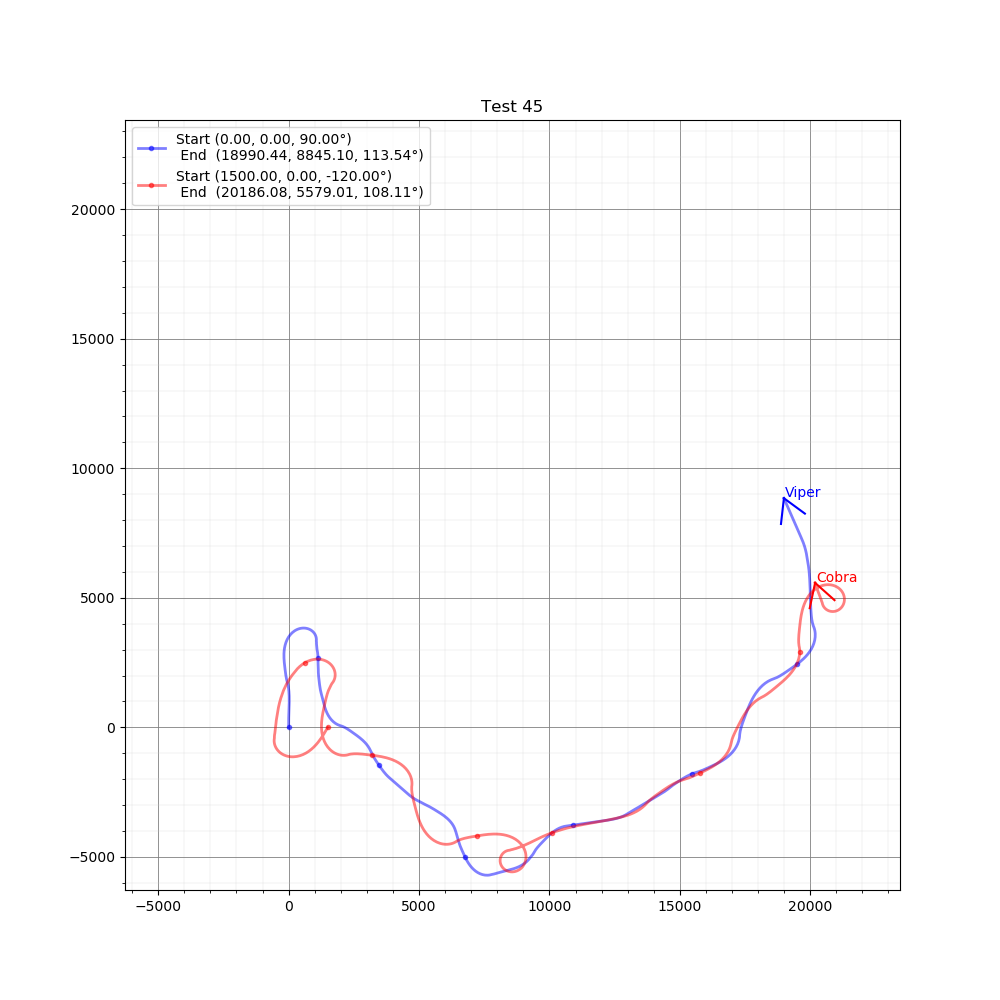 Test 45
Start (0.00, 0.00, 90.00°)
End (18990.44, 8845.10, 113.54°)
Start (1500.00, 0.00, -120.00°)
End (20186.08, 5579.01, 108.11°)
20000
15000
10000
Viper
Cobra
5000
0
−5000
−5000 0 5000 10000 15000 20000